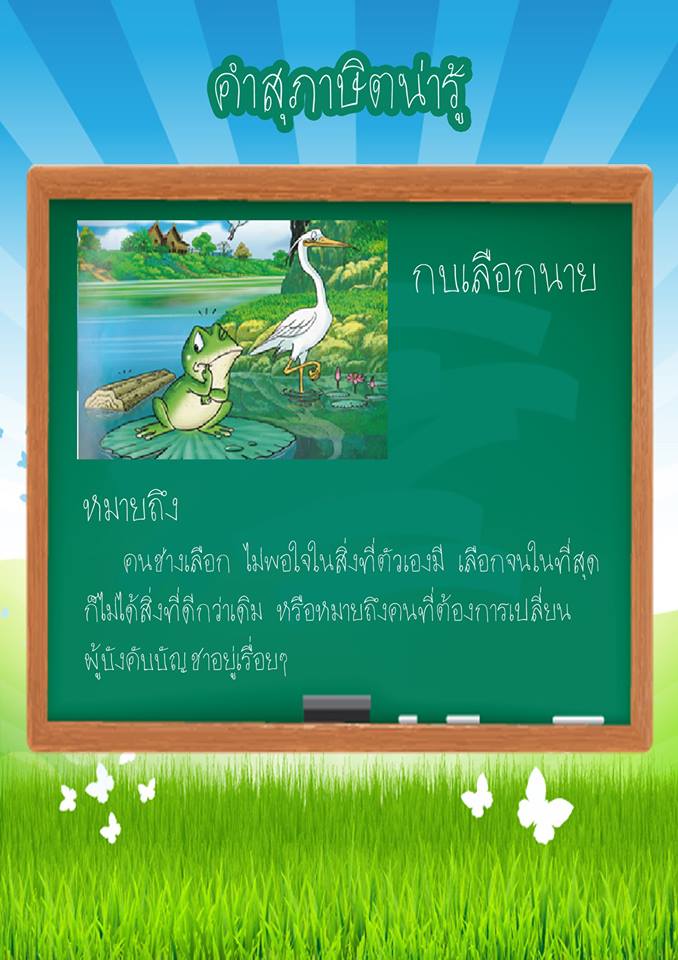 คำสุภาษิตน่ารู้
กบเลือกนาย
หมายถึง
คนช่างเลือก ไม่พอใจในสิ่งที่ตัวเองมี เลือกจนในที่สุด
ก็ไม่ได้สิ่งที่ดีกว่าเดิม หรือหมายถึงคนที่ต้องการเปลี่ยน
ผู้บังคับบัญชาอยู่เรื่อยๆ